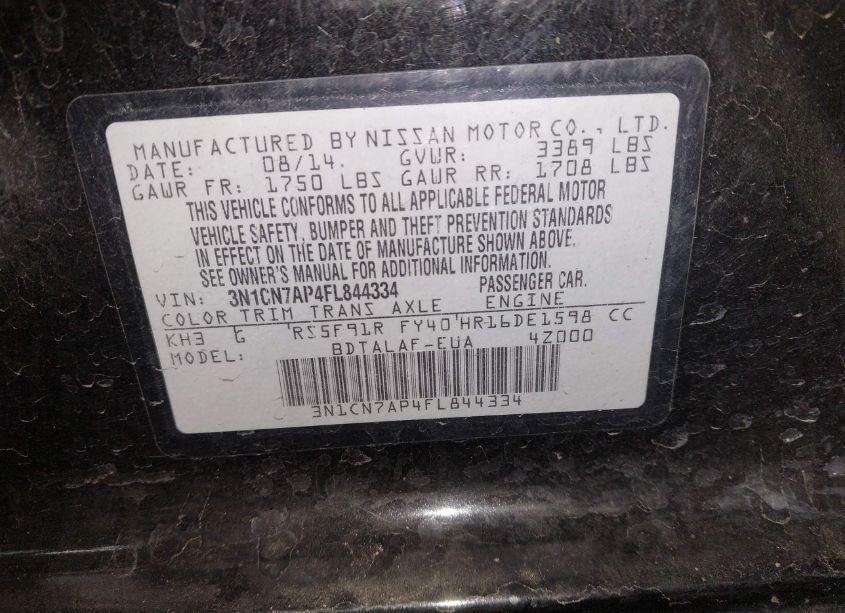 MANUFACTURED BY NISSAN MOTOR CO., LTD.
DATE: 08/14. GVWR: 3389 LBS
GAWR FR: 1750 LBS GAWR RR: 1708 LBS
THIS VEHICLE CONFORMS TO ALL APPLICABLE FEDERAL MOTOR
VEHICLE SAFETY, BUMPER AND THEFT PREVENTION STANDARDS
IN EFFECT ON THE DATE OF MANUFACTURE SHOWN ABOVE.
SEE OWNER'S MANUAL FOR ADDITIONAL INFORMATION.
VIN: 3N1CN7AP4FL844334 PASSENGER CAR.
COLOR TRIM TRANS AXLE ENGINE
KH3 G RS5F91R FY40 HR16DE1598 CC
MODEL: BDTALAF-EUA 4Z000
3N1CN7AP4FL844334